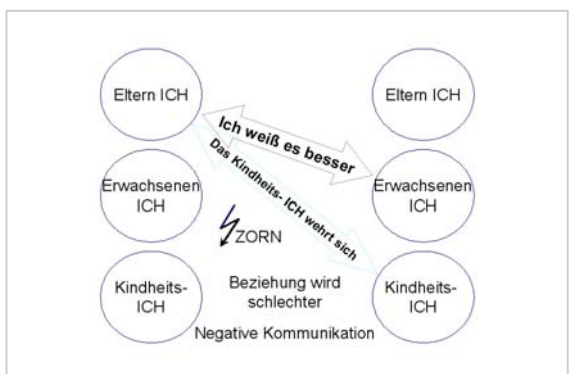 Eltern ICH
Eltern ICH
Ich weiß es besser
Das Kindheits- ICH wehrt sich
Erwachsenen
ICH
Erwachsenen
ICH
ZORN
Kindheits-
ICH
Beziehung wird
schlechter
Kindheits-
ICH
Negative Kommunikation